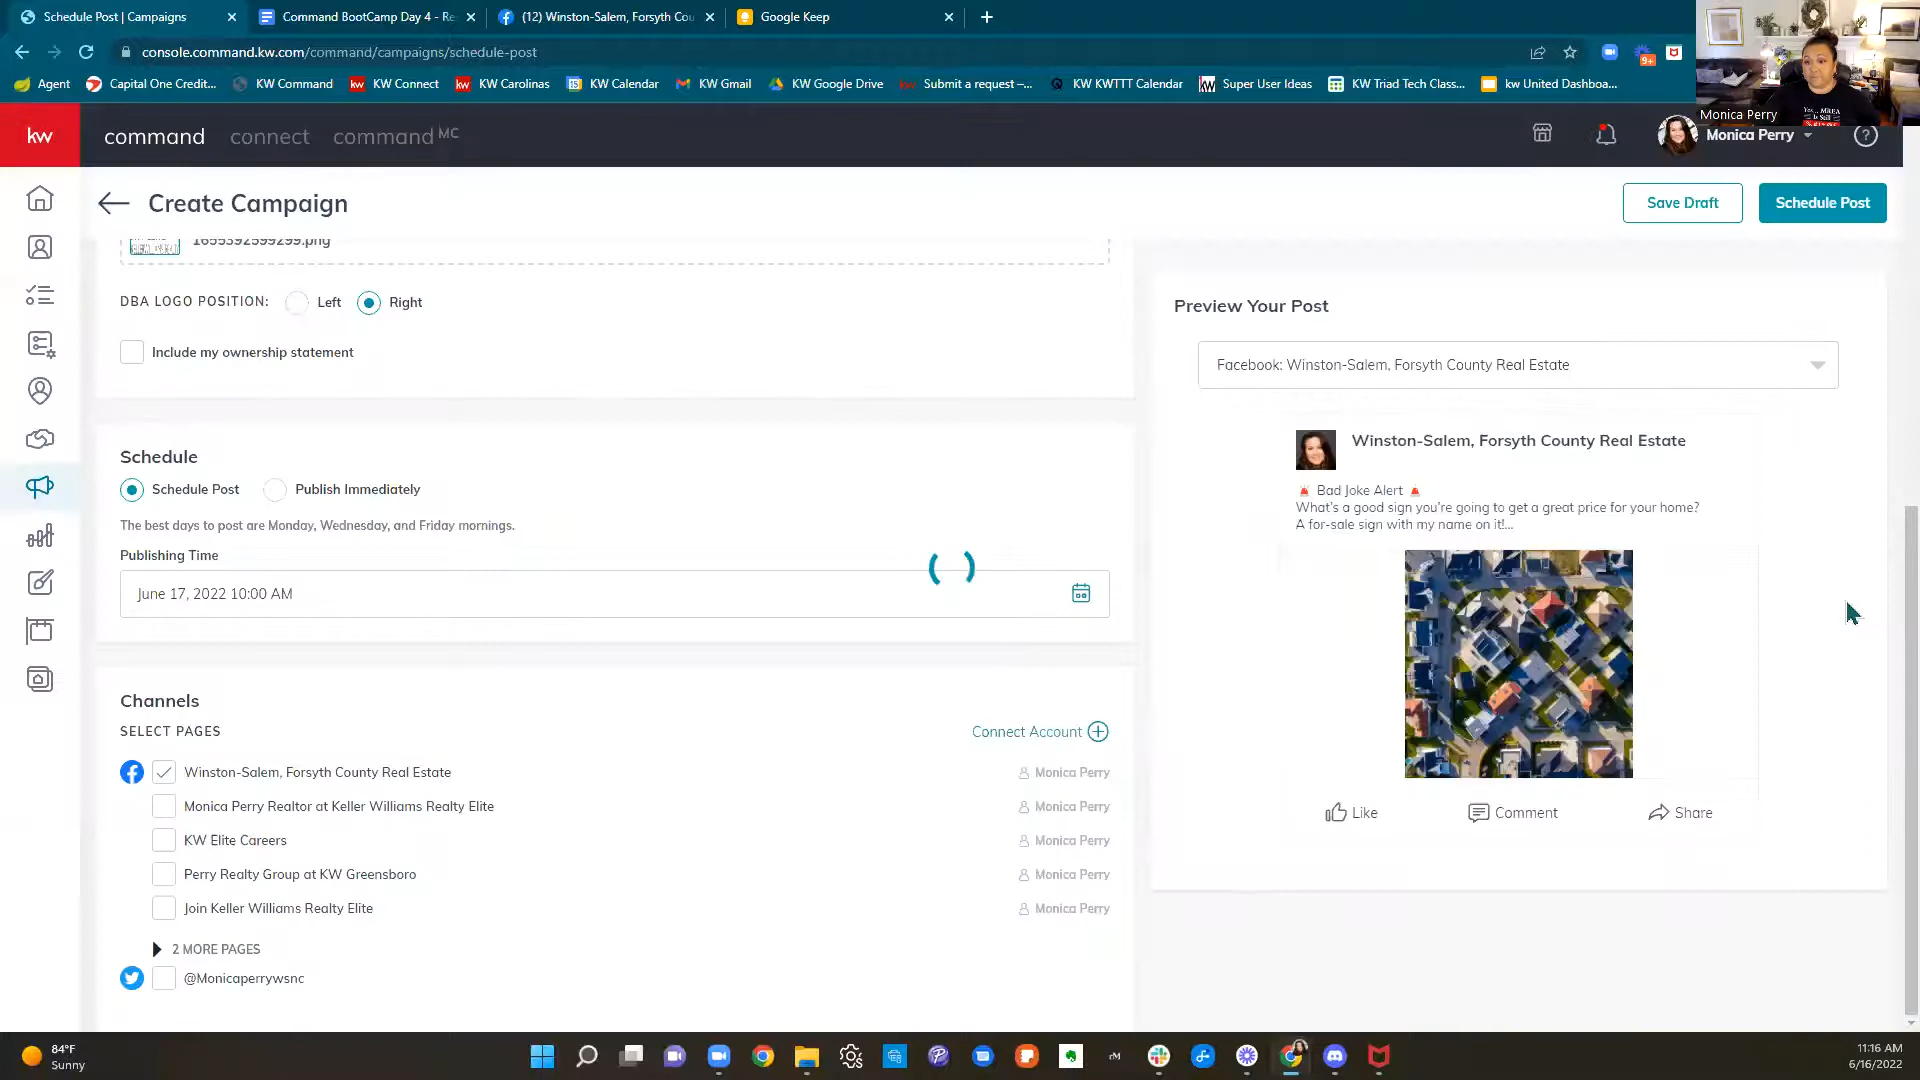 Schedule Post | Campaigns
Command BootCamp Day 4 - Re
(12) Winston-Salem, Forsyth Cou
Google Keep
console.command.kw.com/command/campaigns/schedule-post
9+
Agent
Capital One Credit...
KW Command
kw KW Connect
kw KW Carolinas
KW Calendar
KW Gmail
KW Google Drive
kw Submit a request –...
KW KWTTT Calendar
kw Super User Ideas
KW Triad Tech Class...
kw United Dashboa...
Monica Perry
kw
command
connect
command MC
Monica Perry
?
Create Campaign
Save Draft
Schedule Post
1655392599299.png
DBA LOGO POSITION:
Left
Right
Include my ownership statement
Schedule
Schedule Post
Publish Immediately
The best days to post are Monday, Wednesday, and Friday mornings.
Publishing Time
June 17, 2022 10:00 AM
Channels
SELECT PAGES
Connect Account
Winston-Salem, Forsyth County Real Estate
Monica Perry
Monica Perry Realtor at Keller Williams Realty Elite
Monica Perry
KW Elite Careers
Monica Perry
Perry Realty Group at KW Greensboro
Monica Perry
Join Keller Williams Realty Elite
Monica Perry
2 MORE PAGES
@Monicaperrywsnc
Preview Your Post
Facebook: Winston-Salem, Forsyth County Real Estate
Winston-Salem, Forsyth County Real Estate
🚨 Bad Joke Alert 🚨
What's a good sign you're going to get a great price for your home?
A for-sale sign with my name on it!...
Like
Comment
Share
84°F
Sunny
rM
11:16 AM
6/16/2022